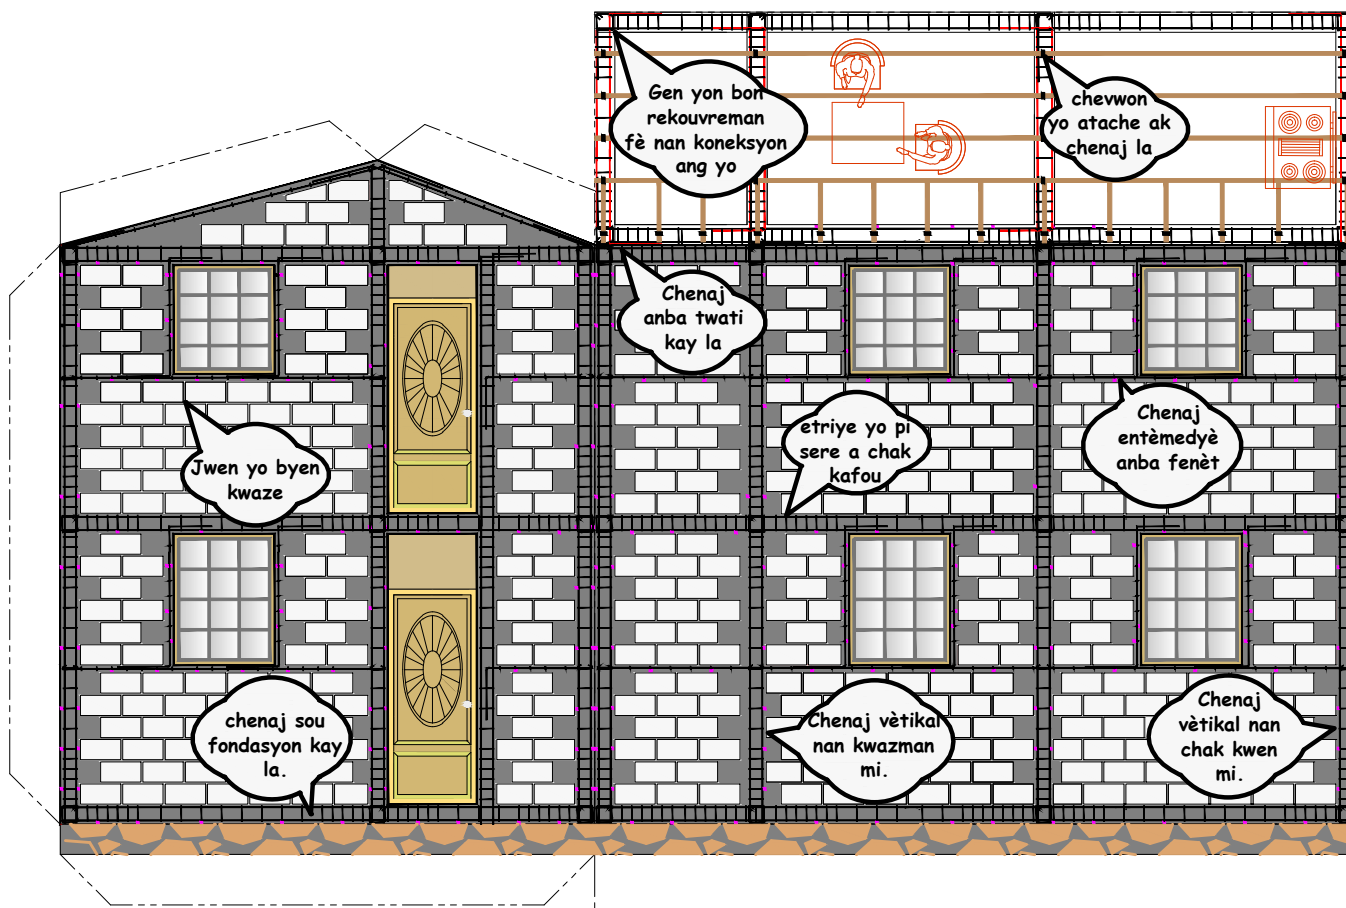 Gen yon bon
rekouvreman
fè nan koneksyon
ang yo
chevwon
yo atache ak
chenaj la
Chenaj
anba twati
kay la
Jwen yo byen
kwaze
etriye yo pi
sere a chak
kafou
Chenaj
entèmedyè
anba fenèt
chenaj sou
fondasyon kay
la.
Chenaj vètikal
nan kwazman
mi.
Chenaj
vètikal nan
chak kwen
mi.